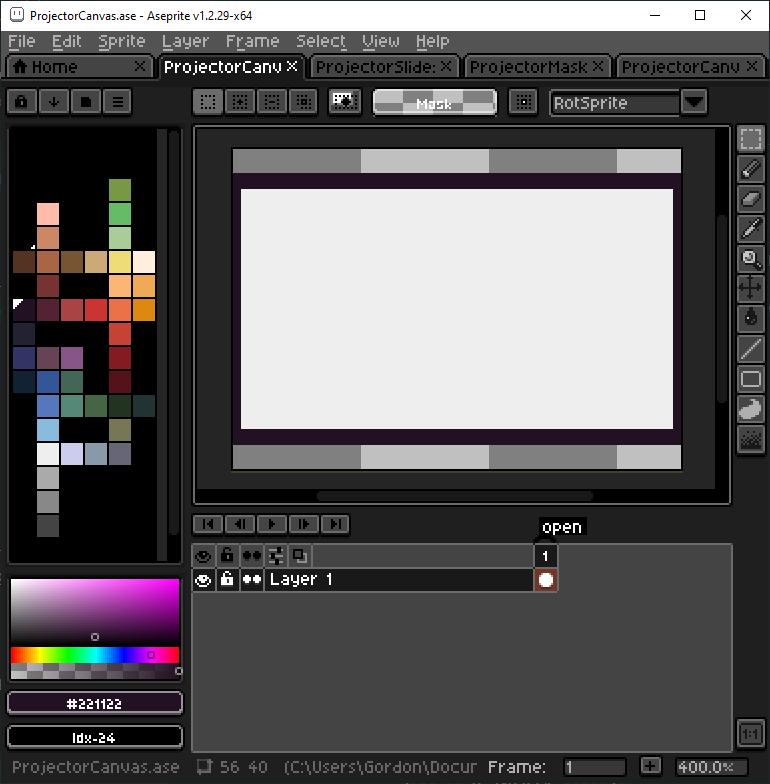 ProjectorCanvas.ase - Aseprite v1.2.29-x64
File Edit Sprite Layer Frame Select View Help
Home ProjectorCanv ProjectorSlide: ProjectorMask ProjectorCanv
Mask RotSprite
open
1
Layer 1
#221122
Idx-24
1:1
ProjectorCanvas.ase 56 40 (C:\Users\Gordon\Docur Frame: 1 400.0%